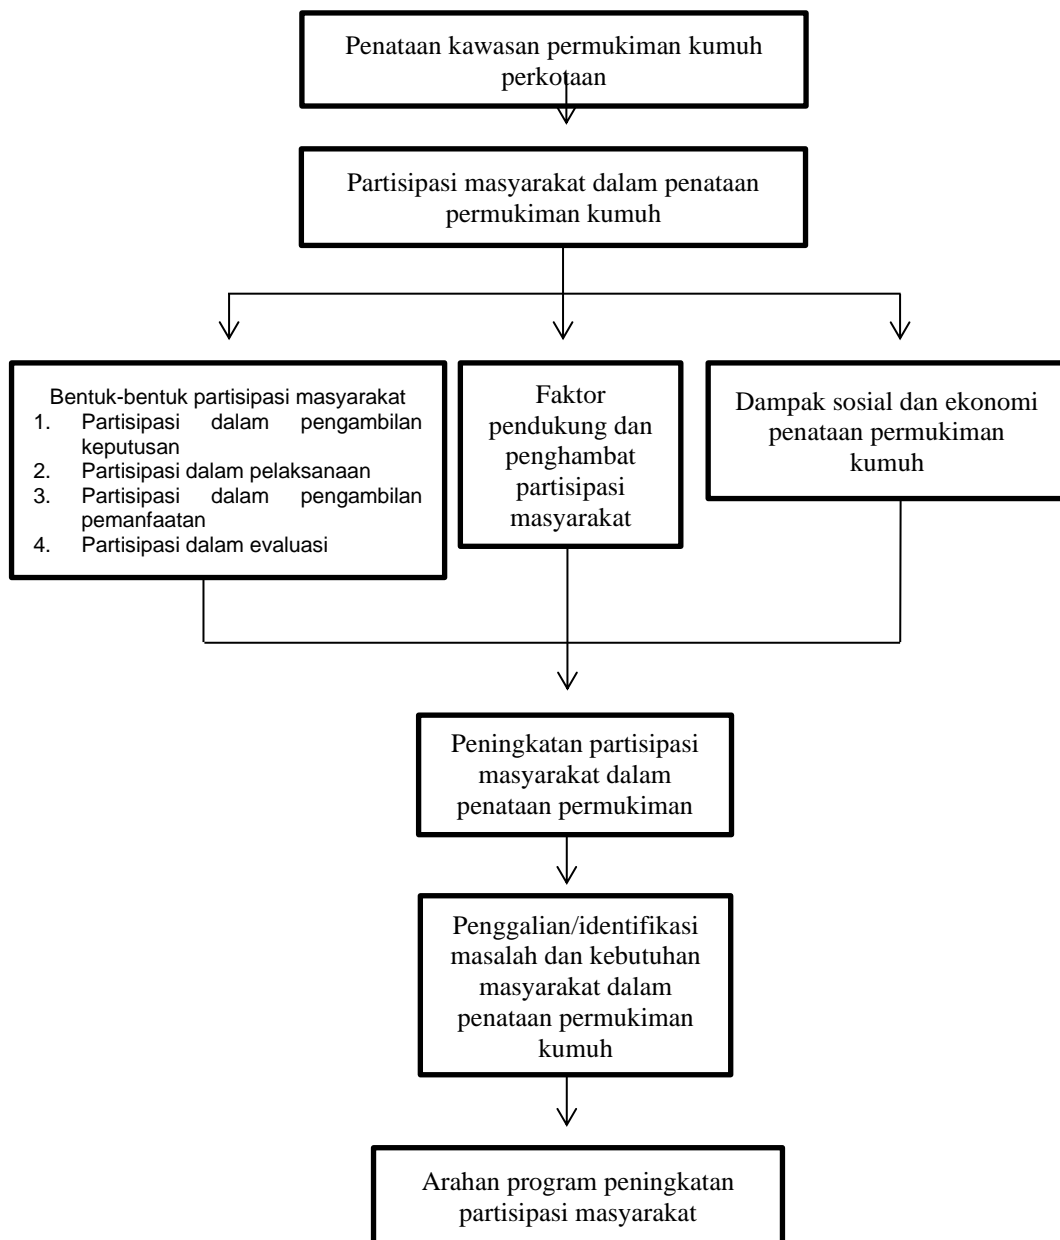 Penataan kawasan permukiman kumuh
perkotaan
Partisipasi masyarakat dalam penataan
permukiman kumuh
Bentuk-bentuk partisipasi masyarakat
1. Partisipasi dalam pengambilan
keputusan
2. Partisipasi dalam pelaksanaan
3. Partisipasi dalam pengambilan
pemanfaatan
4. Partisipasi dalam evaluasi
Faktor
pendukung dan
penghambat
partisipasi
masyarakat
Dampak sosial dan ekonomi
penataan permukiman
kumuh
Peningkatan partisipasi
masyarakat dalam
penataan permukiman
Penggalian/identifikasi
masalah dan kebutuhan
masyarakat dalam
penataan permukiman
kumuh
Arahan program peningkatan
partisipasi masyarakat